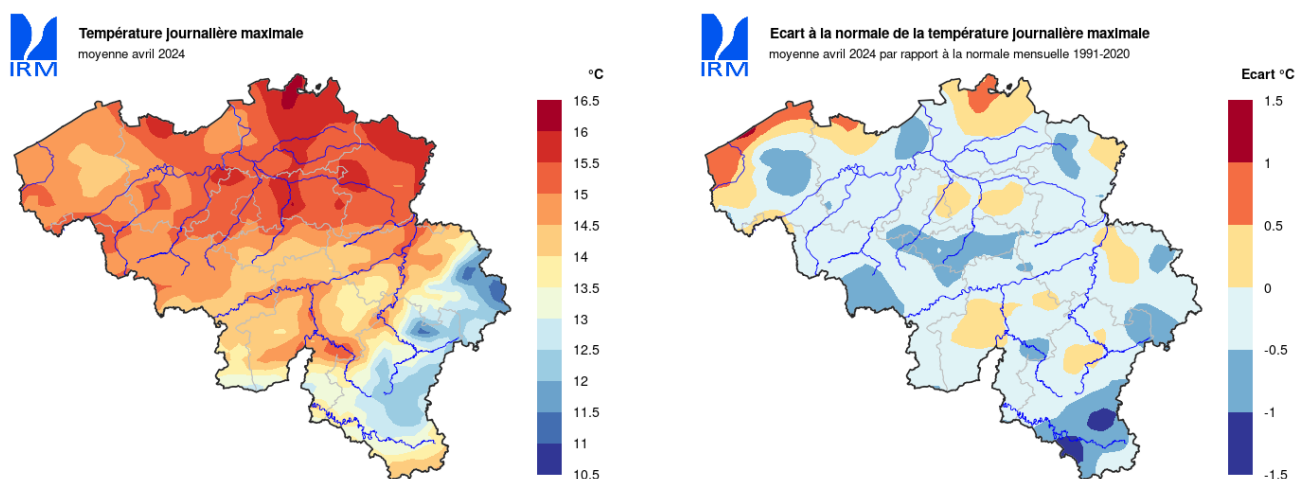 Température journalière maximale
moyenne avril 2024
IRM
°C
16.5
16
15.5
15
14.5
14
13.5
13
12.5
12
11.5
11
10.5
Ecart à la normale de la température journalière maximale
moyenne avril 2024 par rapport à la normale mensuelle 1991-2020
IRM
Ecart °C
1.5
1
0.5
0
-0.5
-1
-1.5